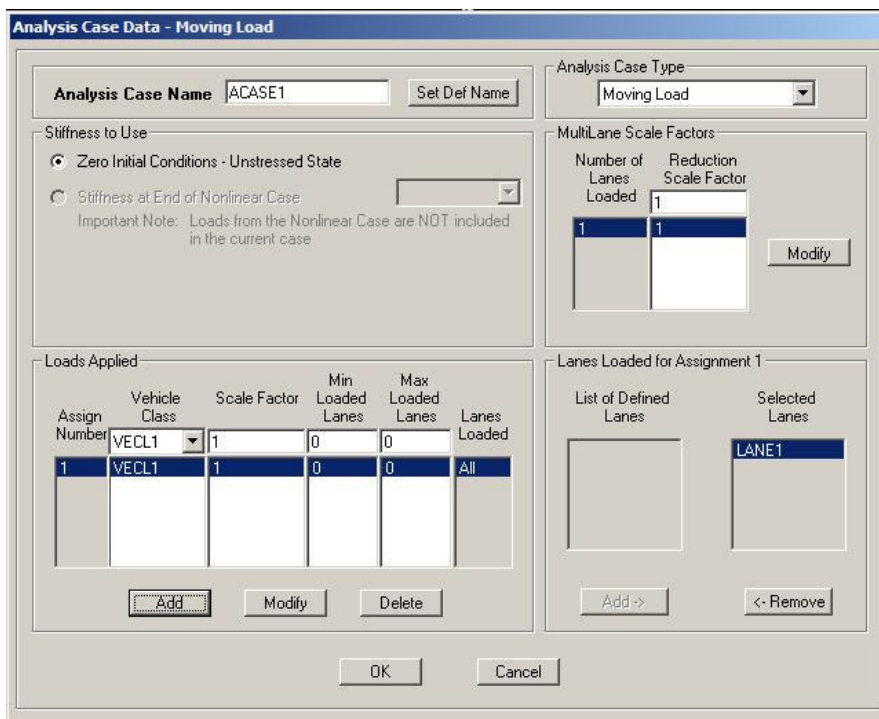 Analysis Case Data - Moving Load
Analysis Case Name
ACASE1
Set Def Name
Analysis Case Type
Moving Load
Stiffness to Use
Zero Initial Conditions - Unstressed State
Stiffness at End of Nonlinear Case
Important Note: Loads from the Nonlinear Case are NOT included
in the current case
MultiLane Scale Factors
Number of
Lanes
Loaded
Reduction
Scale Factor
1
1
1
Modify
Loads Applied
Assign
Number
Vehicle
Class
Scale Factor
Min
Loaded
Lanes
Max
Loaded
Lanes
Lanes
Loaded
VECL1
1
0
0
1
VECL1
1
0
0
All
Add
Modify
Delete
Lanes Loaded for Assignment 1
List of Defined
Lanes
Selected
Lanes
LANE1
Add ->
<- Remove
OK
Cancel